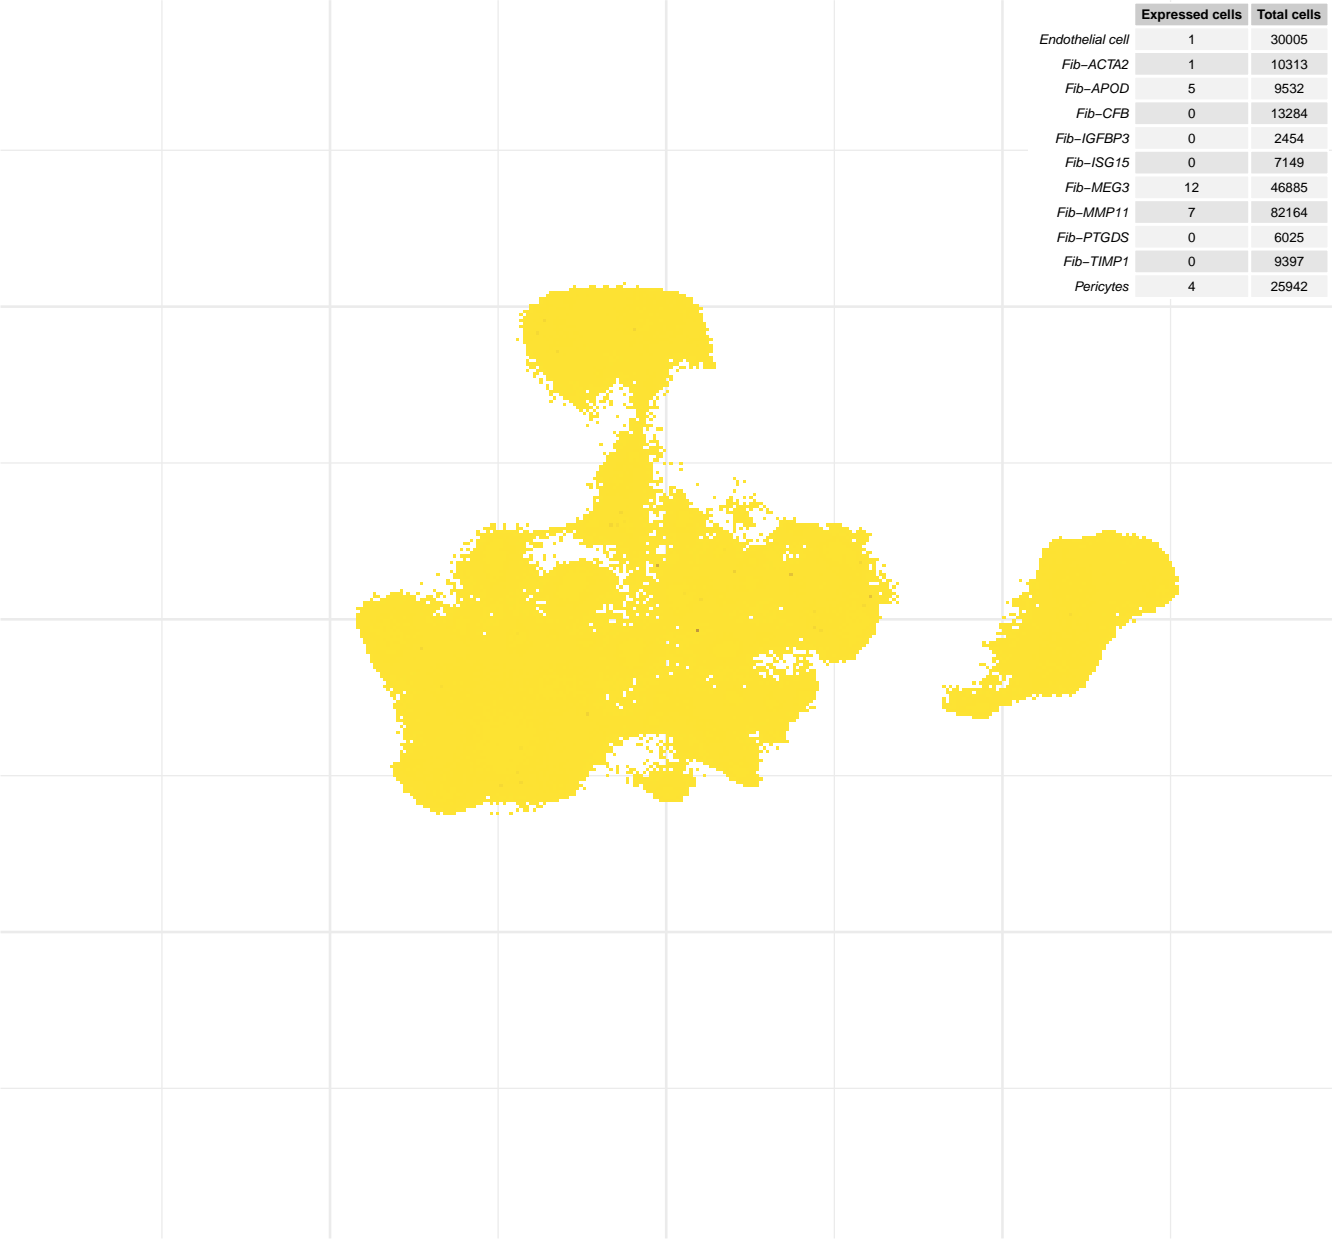 Expressed cells Total cells
Endothelial cell 1 30005
Fib−ACTA2 1 10313
Fib−APOD 5 9532
Fib−CFB 0 13284
Fib−IGFBP3 0 2454
Fib−ISG15 0 7149
Fib−MEG3 12 46885
Fib−MMP11 7 82164
Fib−PTGDS 0 6025
Fib−TIMP1 0 9397
Pericytes 4 25942